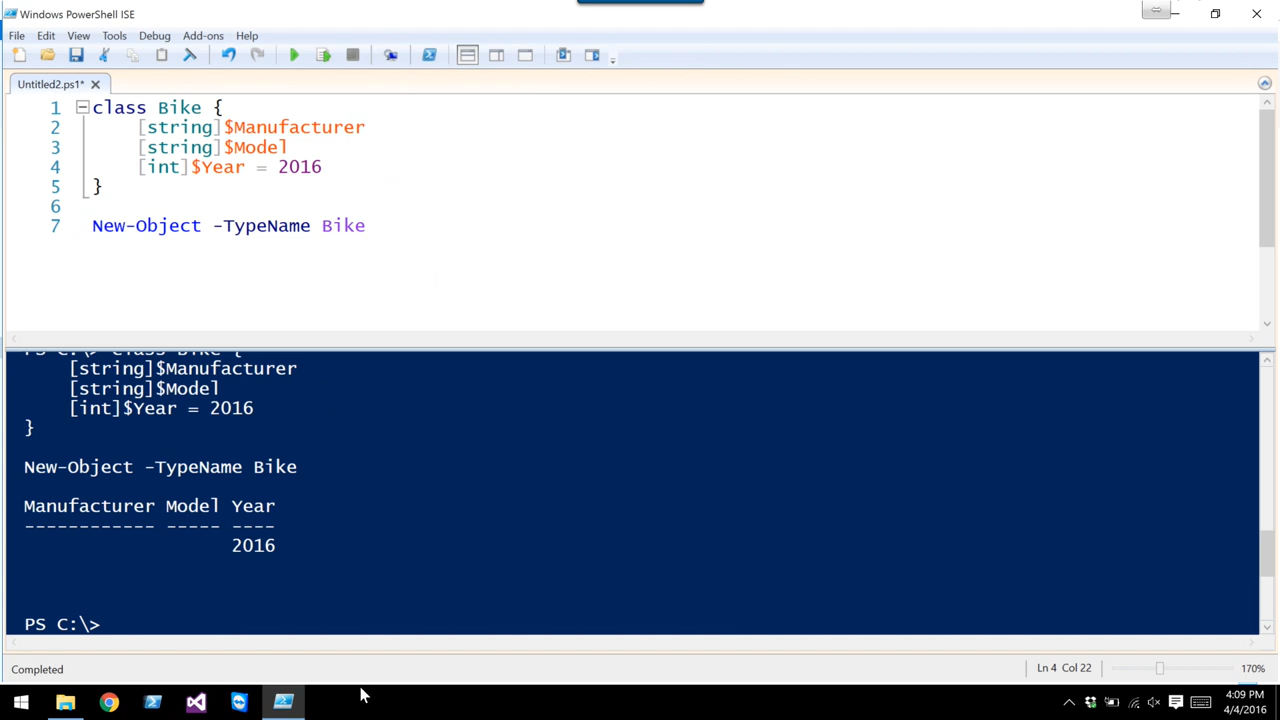 Windows PowerShell ISE
File Edit View Tools Debug Add-ons Help
Untitled2.ps1*
1 class Bike {
2 [string]$Manufacturer
3 [string]$Model
4 [int]$Year = 2016
5 }
6
7 New-Object -TypeName Bike
PS C:\> class Bike {
[string]$Manufacturer
[string]$Model
[int]$Year = 2016
}
New-Object -TypeName Bike
Manufacturer Model Year
------------ ----- ----
2016
PS C:\>
Completed
Ln 4 Col 22
170%
4:09 PM
4/4/2016